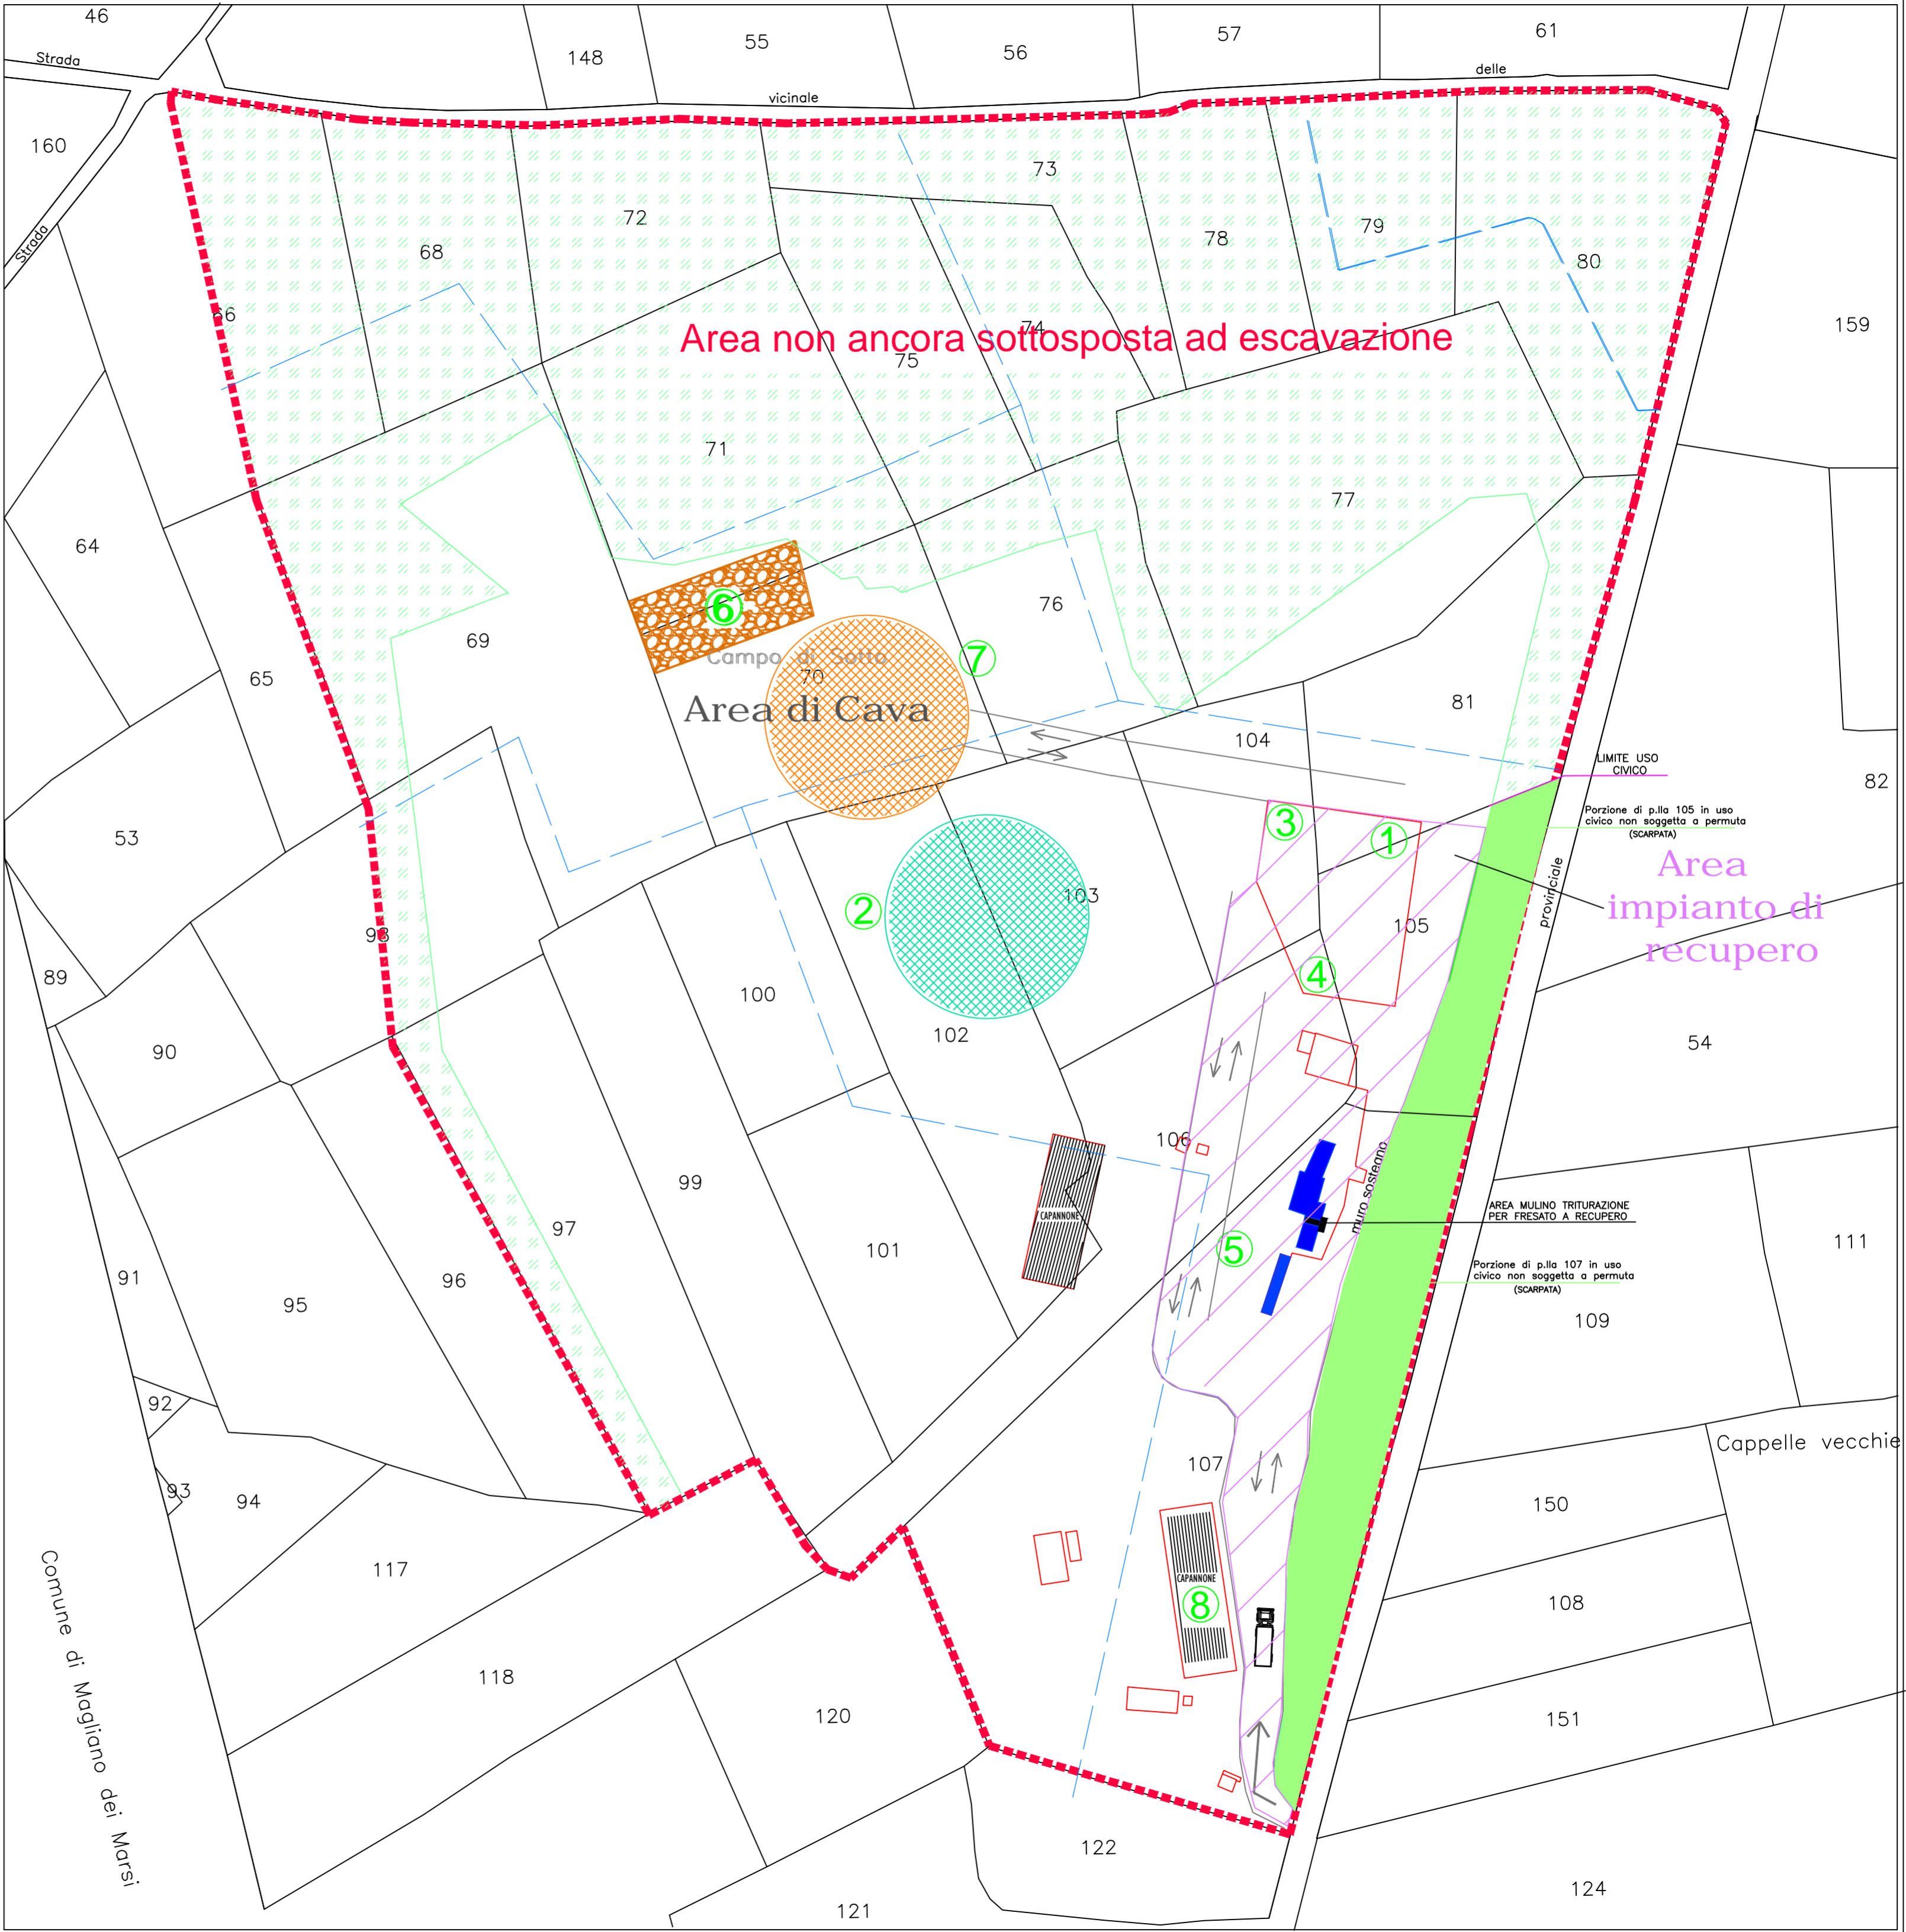 46
Strada
148
55
56
57
61
vicinale
delle
160
Strada
73
72
68
78
79
80
66
74
159
Area non ancora sottosposta ad escavazione
75
71
77
64
6
76
69
Campo di Sotto
7
70
65
Area di Cava
81
104
LIMITE USO
CIVICO
82
3
1
Porzione di p.lla 105 in uso
civico non soggetta a permuta
(SCARPATA)
53
Area
impianto di
recupero
provinciale
103
2
105
98
89
4
100
102
90
54
106
muro sostegno
99
AREA MULINO TRITURAZIONE
PER FRESATO A RECUPERO
CAPANNONE
97
5
101
111
91
96
Porzione di p.lla 107 in uso
civico non soggetta a permuta
(SCARPATA)
95
109
92
Cappelle vecchie
107
93
94
150
117
CAPANNONE
8
108
Comune di Magliano dei Marsi
118
120
151
122
124
121